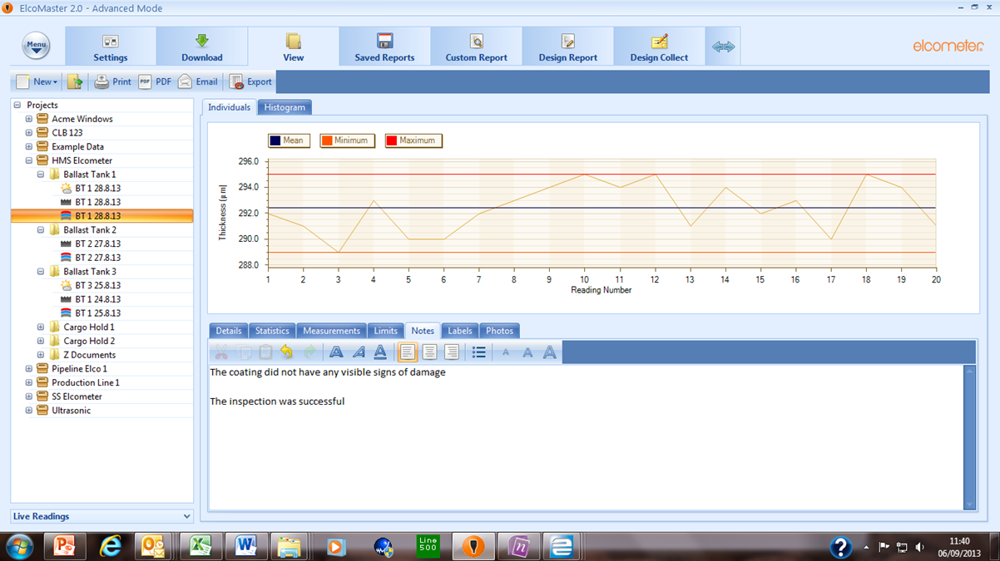 ElcoMaster 2.0 - Advanced Mode
Menu
Settings
Download
View
Saved Reports
Custom Report
Design Report
Design Collect
elcometer
New
Print
PDF
PDF
Email
Export
Projects
Acme Windows
CLB 123
Example Data
HMS Elcometer
Ballast Tank 1
BT 1 28.8.13
BT 1 28.8.13
BT 1 28.8.13
Ballast Tank 2
BT 2 27.8.13
BT 2 27.8.13
Ballast Tank 3
BT 3 25.8.13
BT 1 24.8.13
BT 1 25.8.13
Cargo Hold 1
Cargo Hold 2
Z Documents
Pipeline Elco 1
Production Line 1
SS Elcometer
Ultrasonic
Live Readings
Individuals
Histogram
Mean
Minimum
Maximum
296.0
294.0
292.0
290.0
288.0
Thickness (µm)
1 2 3 4 5 6 7 8 9 10 11 12 13 14 15 16 17 18 19 20
Reading Number
Details
Statistics
Measurements
Limits
Notes
Labels
Photos
A A A
A A A
The coating did not have any visible signs of damage
The inspection was successful
Line
500
11:40
06/09/2013